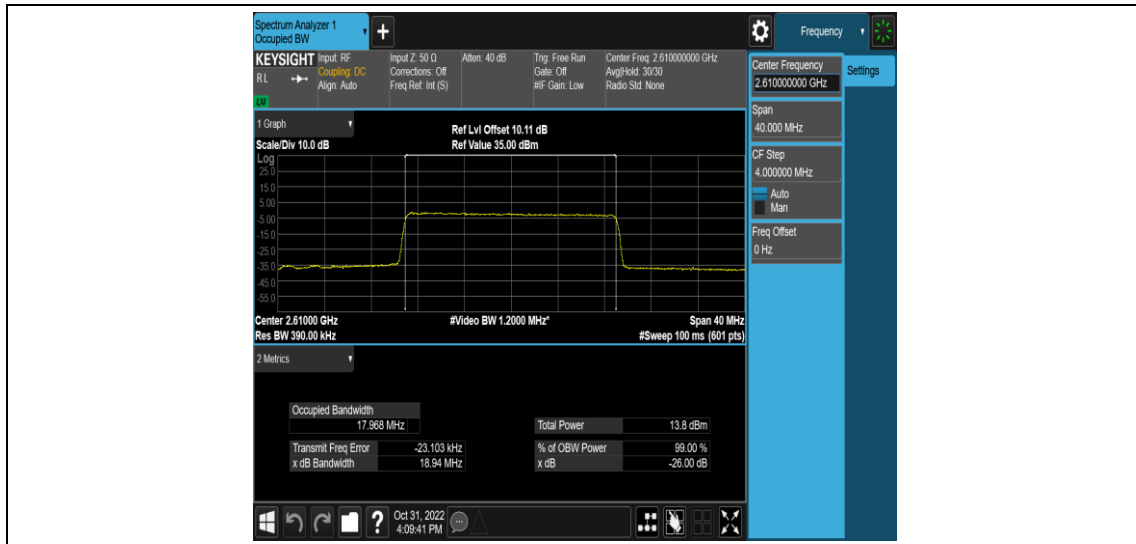 Spectrum Analyzer 1
Occupied BW
+
Frequency
KEYSIGHT
RL
LXI
Input: RF
Coupling: DC
Align: Auto
Input Z: 50 Ω
Corrections: Off
Freq Ref: Int (S)
Atten: 40 dB
Trig: Free Run
Gate: Off
#IF Gain: Low
Center Freq: 2.610000000 GHz
Avg|Hold: 30/30
Radio Std: None
Center Frequency
2.610000000 GHz
Settings
Span
40.000 MHz
CF Step
4.000000 MHz
Auto
Man
Freq Offset
0 Hz
1 Graph
Scale/Div 10.0 dB
Ref Lvl Offset 10.11 dB
Ref Value 35.00 dBm
Log
25.0
15.0
5.00
-5.00
-15.0
-25.0
-35.0
-45.0
-55.0
Center 2.61000 GHz
#Video BW 1.2000 MHz*
Span 40 MHz
Res BW 390.00 kHz
#Sweep 100 ms (601 pts)
2 Metrics
Occupied Bandwidth
17.968 MHz
Total Power 13.8 dBm
Transmit Freq Error -23.103 kHz
% of OBW Power 99.00 %
x dB Bandwidth 18.94 MHz
x dB -26.00 dB
?
Oct 31, 2022
4:09:41 PM